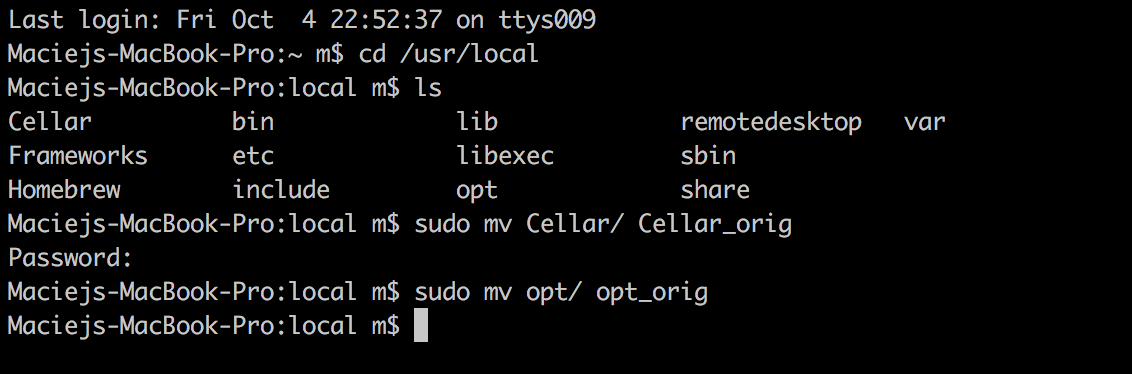 Last login: Fri Oct  4 22:52:37 on ttys009
Maciejs-MacBook-Pro:~ m$ cd /usr/local
Maciejs-MacBook-Pro:local m$ ls
Cellar          bin             lib             remotedesktop   var
Frameworks      etc             libexec         sbin
Homebrew        include         opt             share
Maciejs-MacBook-Pro:local m$ sudo mv Cellar/ Cellar_orig
Password:
Maciejs-MacBook-Pro:local m$ sudo mv opt/ opt_orig
Maciejs-MacBook-Pro:local m$